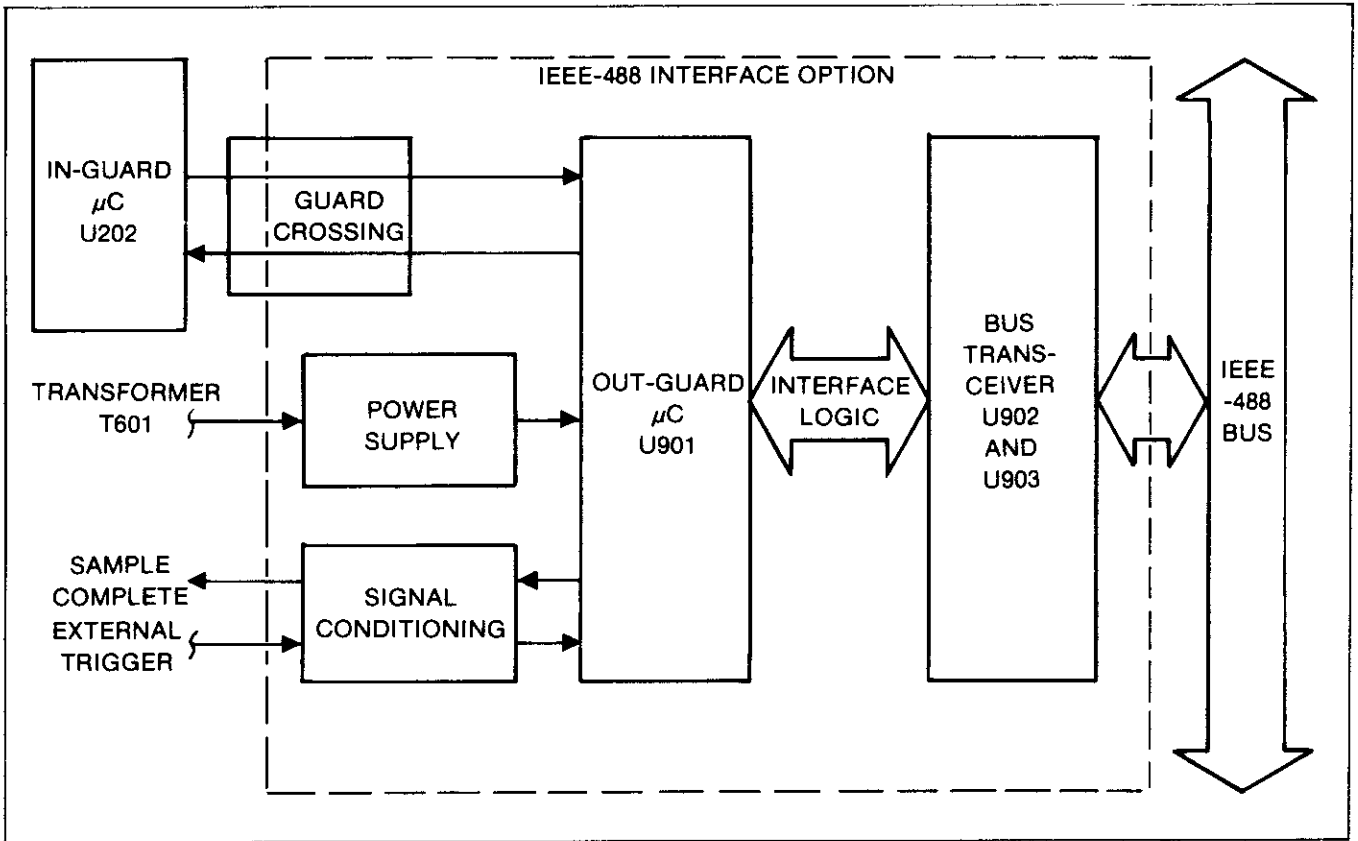 IEEE-488 INTERFACE OPTION
IN-GUARD
μC
U202
GUARD
CROSSING
TRANSFORMER
T601
POWER
SUPPLY
OUT-GUARD
μC
U901
INTERFACE
LOGIC
BUS
TRANS-
CEIVER
U902
AND
U903
IEEE
-488
BUS
SAMPLE
COMPLETE
EXTERNAL
TRIGGER
SIGNAL
CONDITIONING